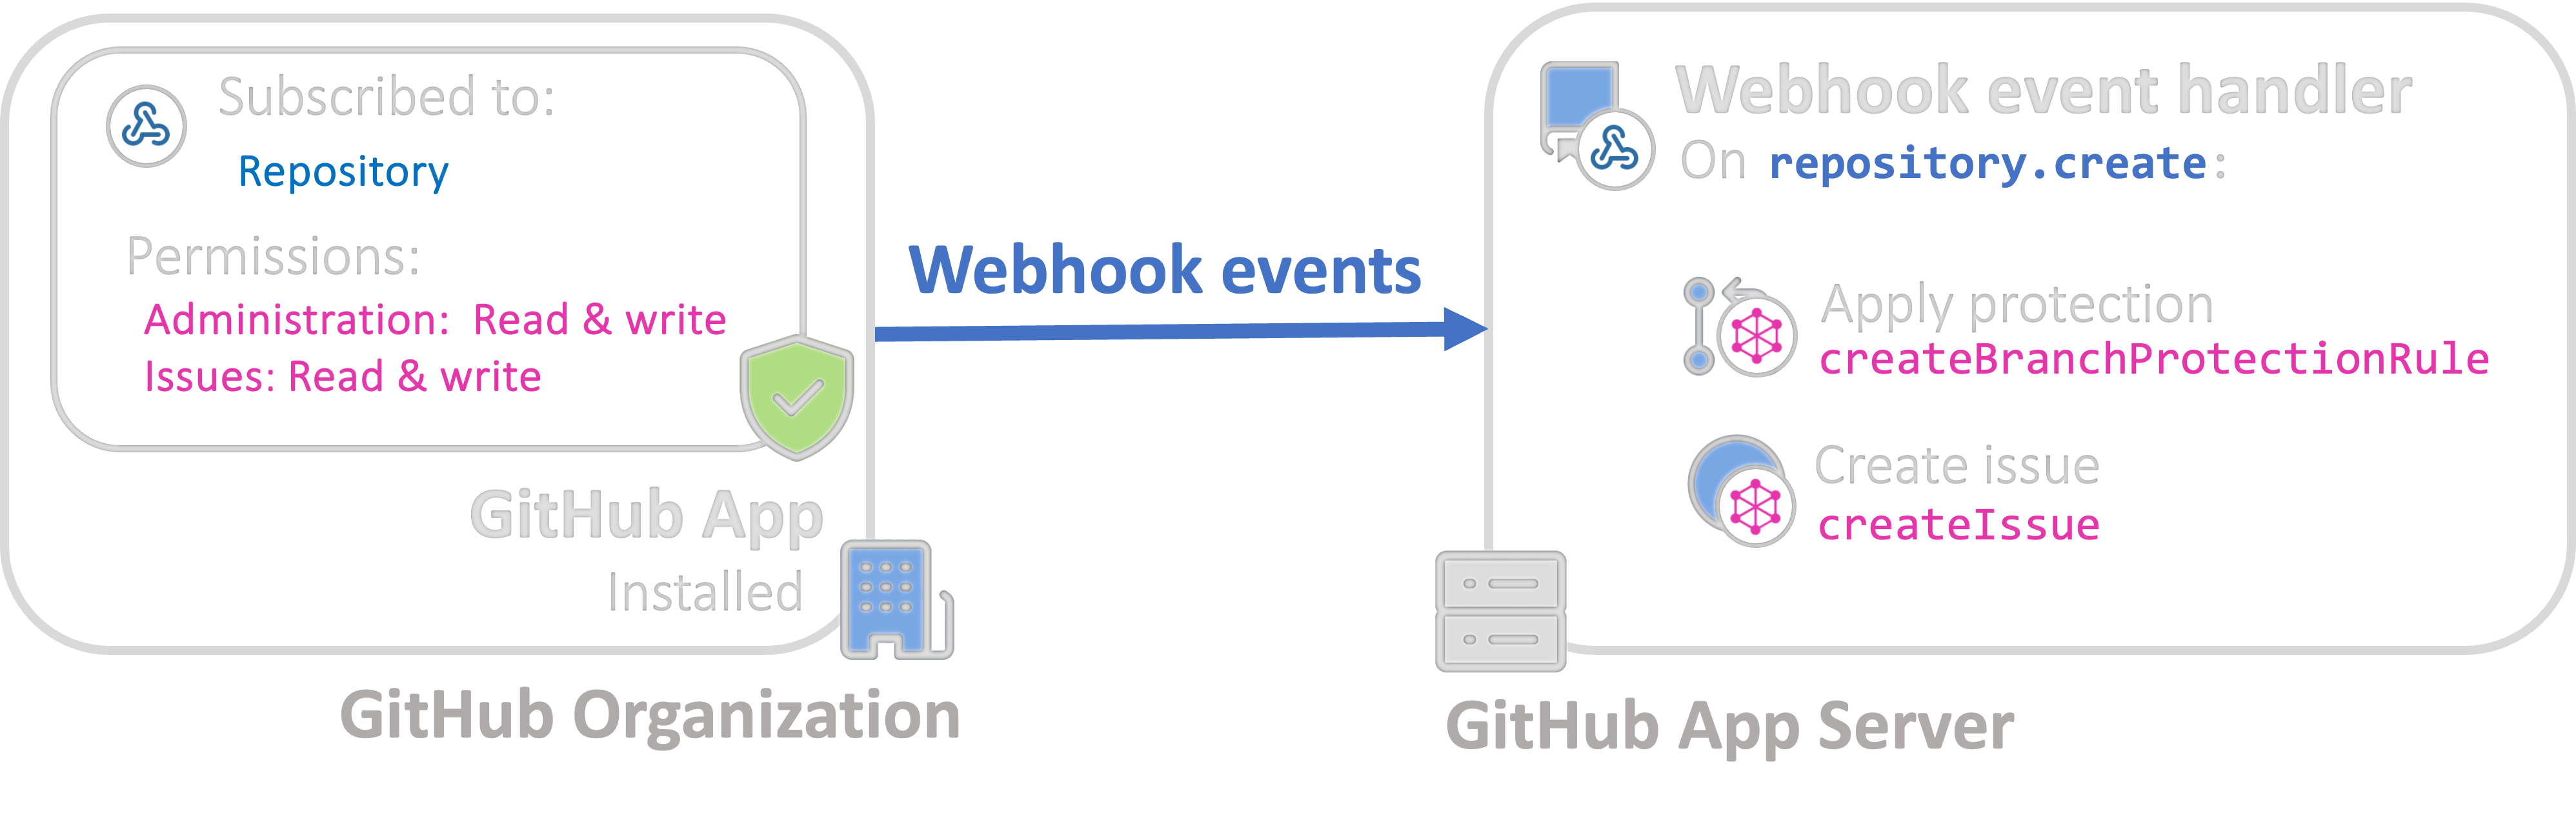 Subscribed to:
Repository
Permissions:
Administration: Read & write
Issues: Read & write
GitHub App
Installed
GitHub Organization
Webhook events
Webhook event handler
On repository.create:
Apply protection
createBranchProtectionRule
Create issue
createIssue
GitHub App Server